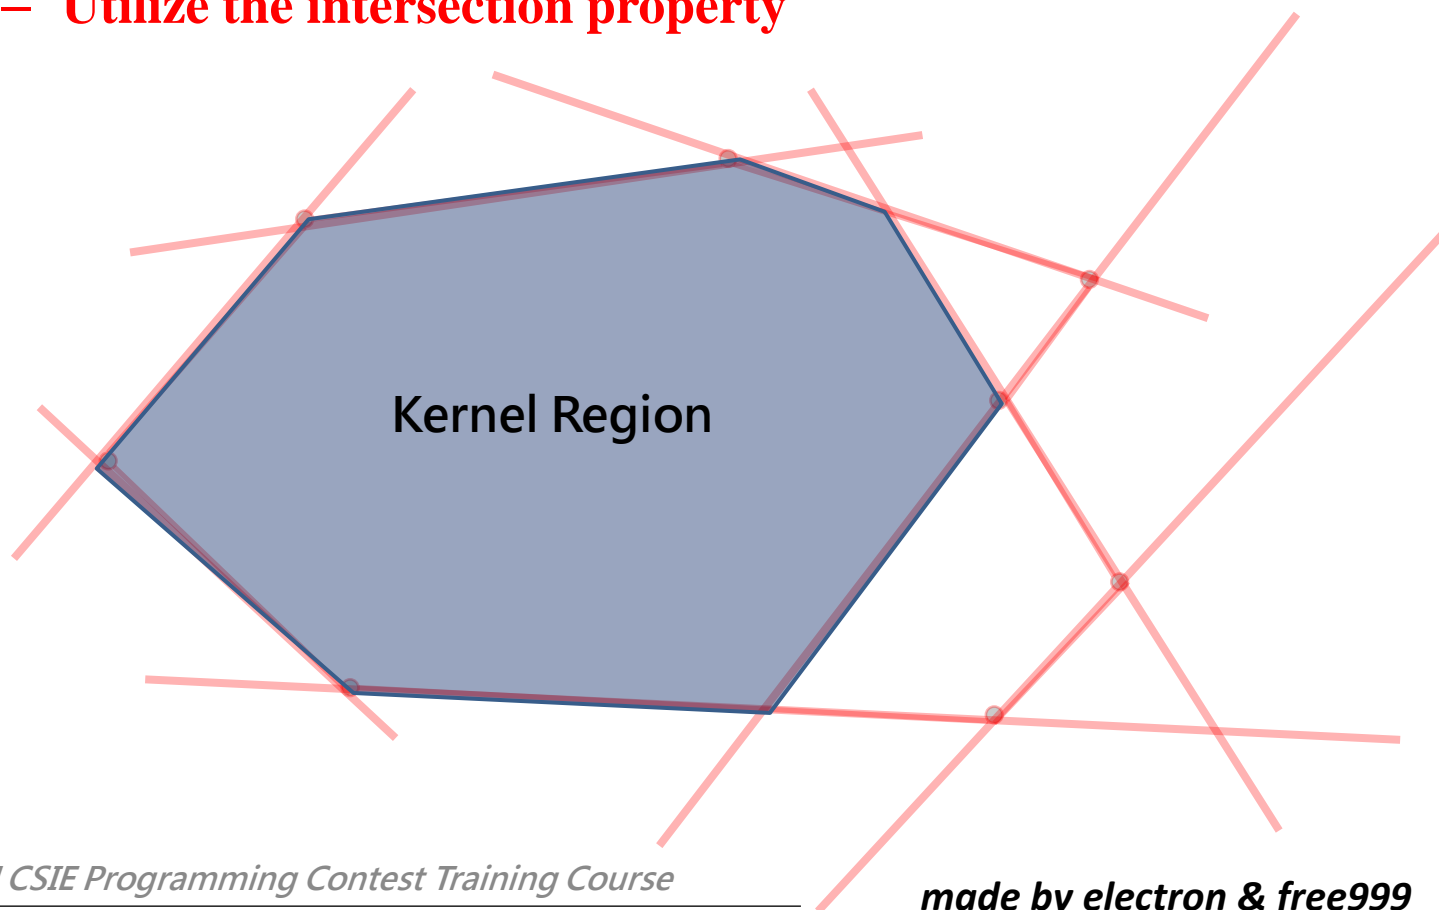 – Utilize the intersection property
Kernel Region
CSIE Programming Contest Training Course
made by electron & free999